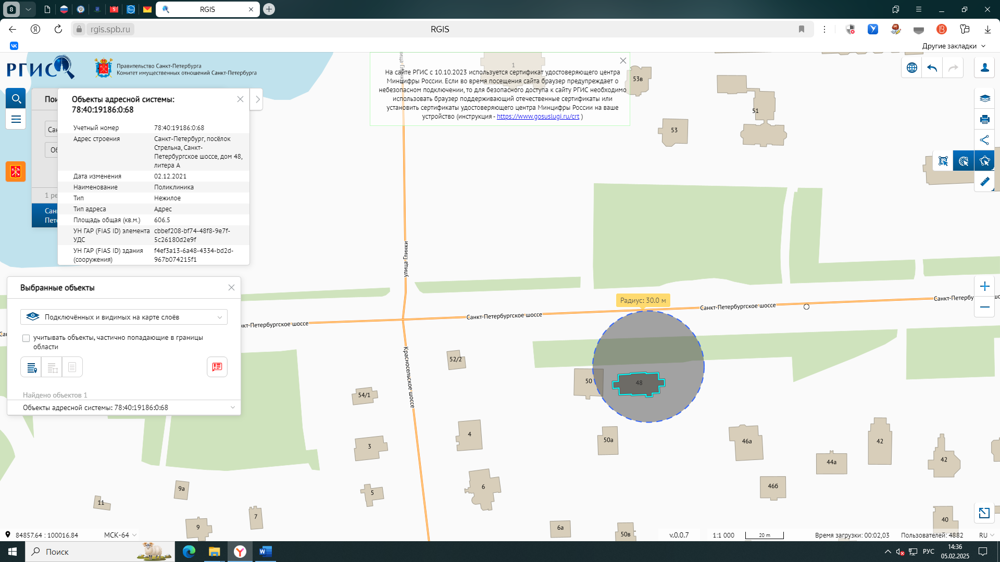 8
RGIS
rgis.spb.ru
RGIS
Другие закладки
РГИС
Правительство Санкт-Петербурга
Комитет имущественных отношений Санкт-Петербурга
На сайте РГИС с 10.10.2023 используется сертификат удостоверяющего центра
Минцифры России. Если во время посещения сайта браузер предупреждает о
небезопасном подключении, то для безопасного доступа к сайту РГИС необходимо
использовать браузер поддерживающий отечественные сертификаты или
установить сертификаты удостоверяющего центра Минцифры России на ваше
устройство (инструкция - https://www.gosuslugi.ru/crt )
Объекты адресной системы:
78:40:19186:0:68
Учетный номер 78:40:19186:0:68
Адрес строения Санкт-Петербург, посёлок
Стрельна, Санкт-
Петербургское шоссе, дом 48,
литера А
Дата изменения 02.12.2021
Наименование Поликлиника
Тип Нежилое
Тип адреса Адрес
Площадь общая (кв.м.) 606.5
УН ГАР (FIAS ID) элемента cbbef208-bf74-48f8-9e7f-
УДС 5c26180d2e9f
УН ГАР (FIAS ID) здания f4ef3a13-6a48-4334-bd2d-
(сооружения) 967b074215f1
Выбранные объекты
Подключённых и видимых на карте слоёв
учитывать объекты, частично попадающие в границы
области
Найдено объектов 1
Объекты адресной системы: 78:40:19186:0:68
1
53в
51
53
улица Глинки
Радиус: 30.0 м
Санкт-Петербургское шоссе
Санкт-Петербургское шоссе
Красносельское шоссе
52/2
54/1
50
48
3
4
50а
46а
42
42
44а
46б
9а
11
5
6
7
9
6а
50в
40
84857.64 : 100016.84
МСК-64
v.0.0.7
1:1 000
20 m
Время загрузки: 00:02,03
Пользователей: 4882
RU
Поиск
РУС
14:36
05.02.2025